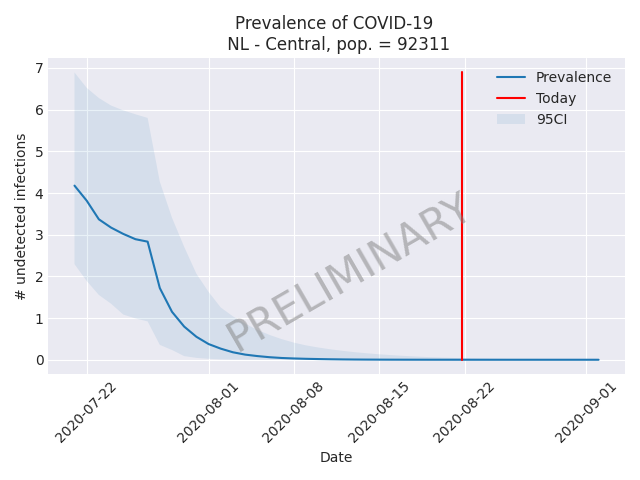 Prevalence of COVID-19
NL - Central, pop. = 92311
# undetected infections
7
6
5
4
3
2
1
0
Prevalence
Today
95CI
PRELIMINARY
2020-07-22
2020-08-01
2020-08-08
2020-08-15
2020-08-22
2020-09-01
Date